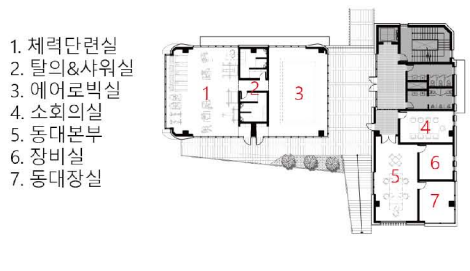 1. 체력단련실
2. 탈의&샤워실
3. 에어로빅실
4. 소회의실
5. 동대본부
6. 장비실
7. 동대장실
1
2
3
4
5
6
7